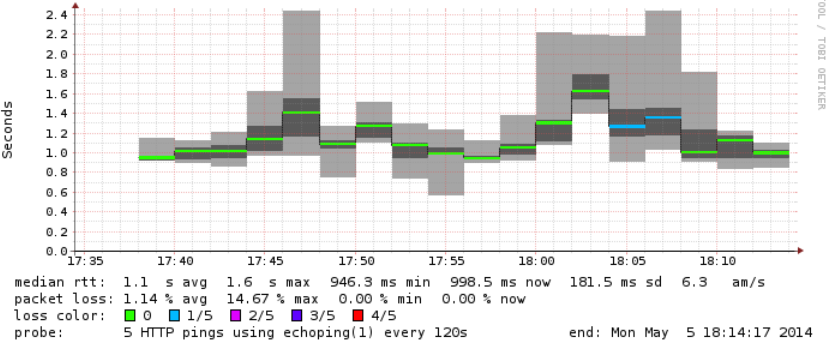 2.4
2.2
2.0
1.8
1.6
1.4
1.2
1.0
0.8
0.6
0.4
0.2
0.0
Seconds
17:35 17:40 17:45 17:50 17:55 18:00 18:05 18:10
TOOL / TOBI OETIKER
median rtt: 1.1 s avg 1.6 s max 946.3 ms min 998.5 ms now 181.5 ms sd 6.3 am/s
packet loss: 1.14 % avg 14.67 % max 0.00 % min 0.00 % now
loss color: 0 1/5 2/5 3/5 4/5
probe: 5 HTTP pings using echoping(1) every 120s end: Mon May 5 18:14:17 2014